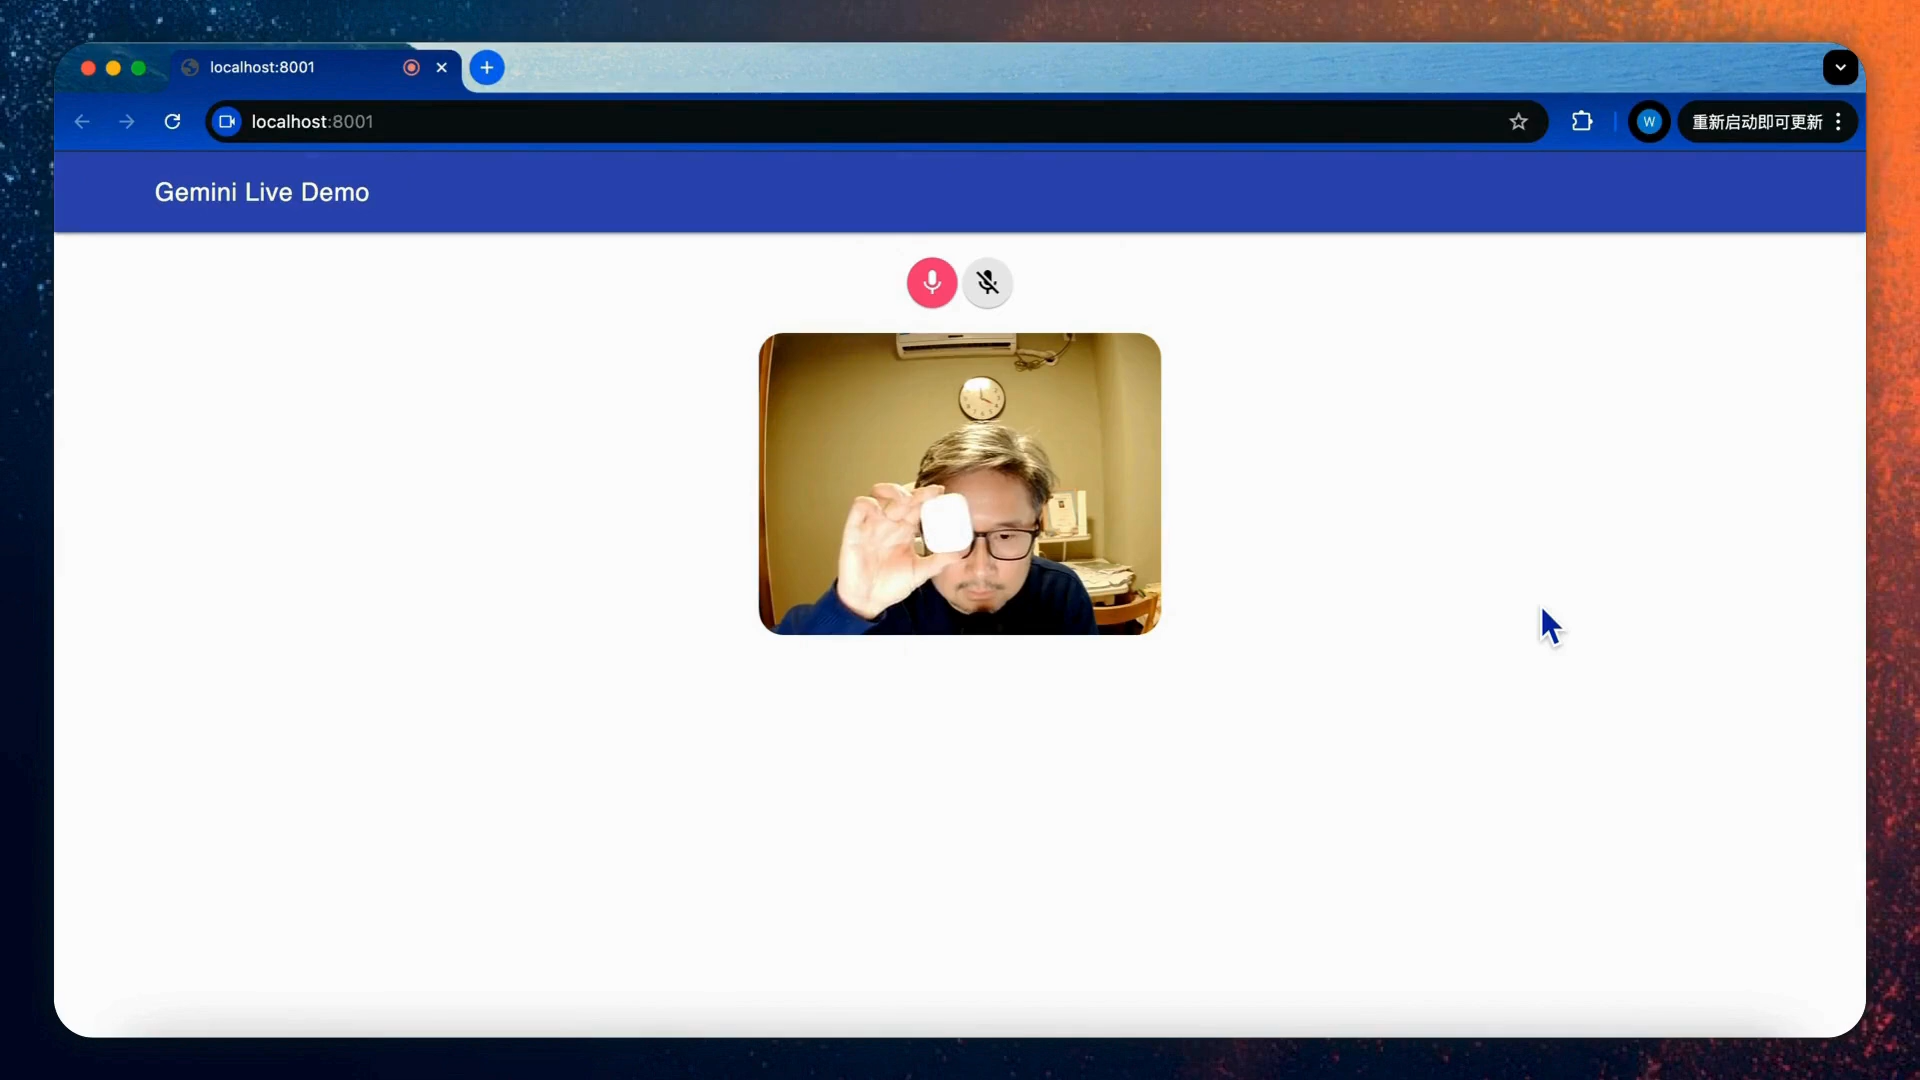 localhost:8001
localhost:8001
W
重新启动即可更新
Gemini Live Demo